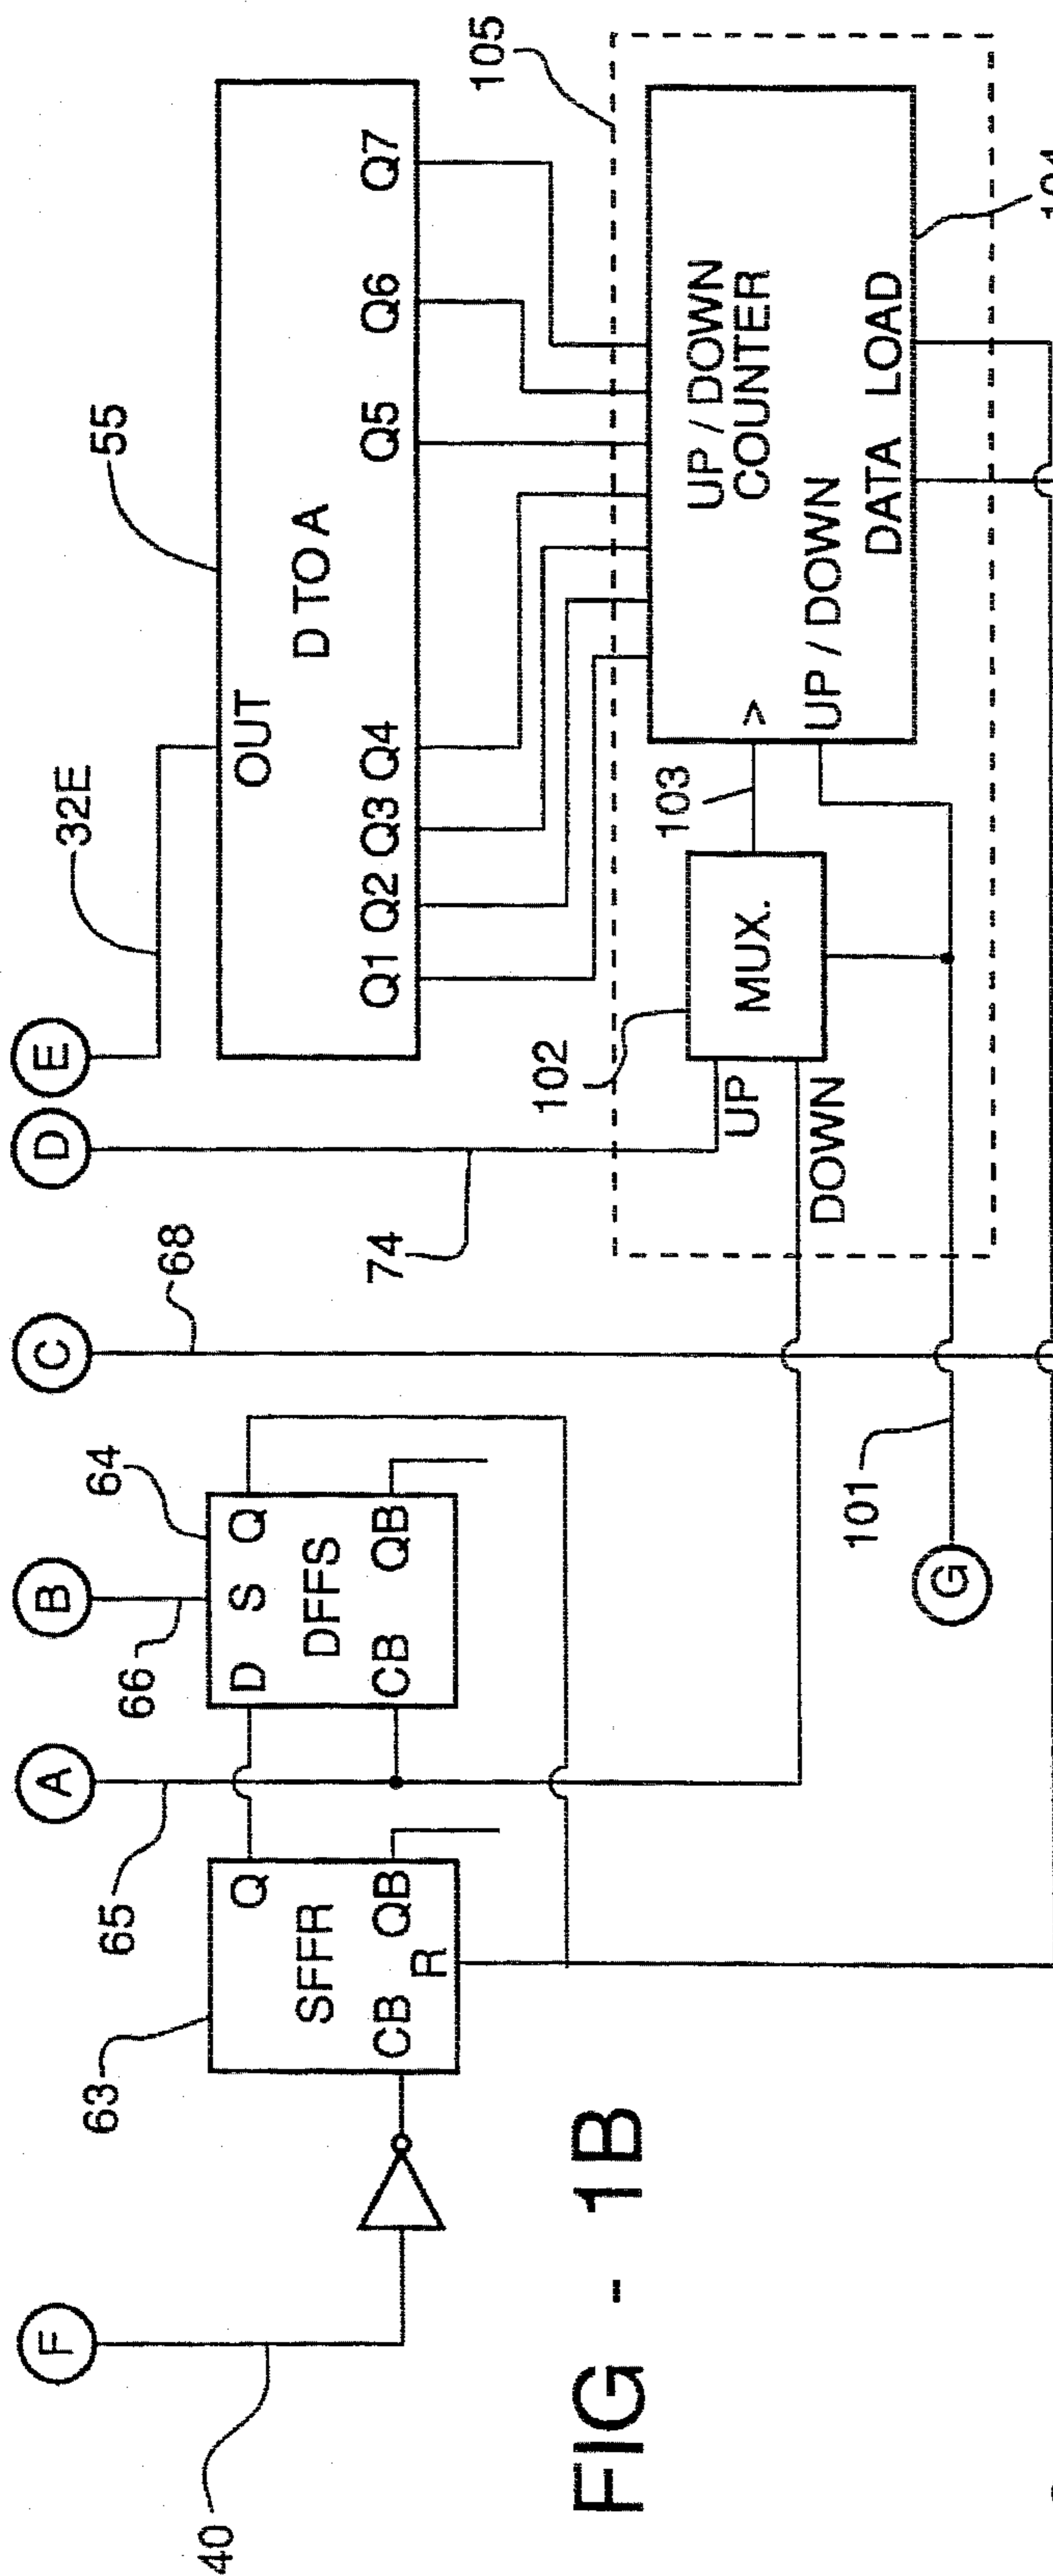 F
A
B
C
D
E
40
65
66
68
74
32E
55
63
64
OUT
D TO A
Q1 Q2 Q3 Q4 Q5 Q6 Q7
Q
SFFR
CB QB
R
D S Q
DFFS
CB QB
105
102
103
UP
DOWN
MUX.
>
UP / DOWN
COUNTER
UP / DOWN
DATA LOAD
101
G
FIG - 1B